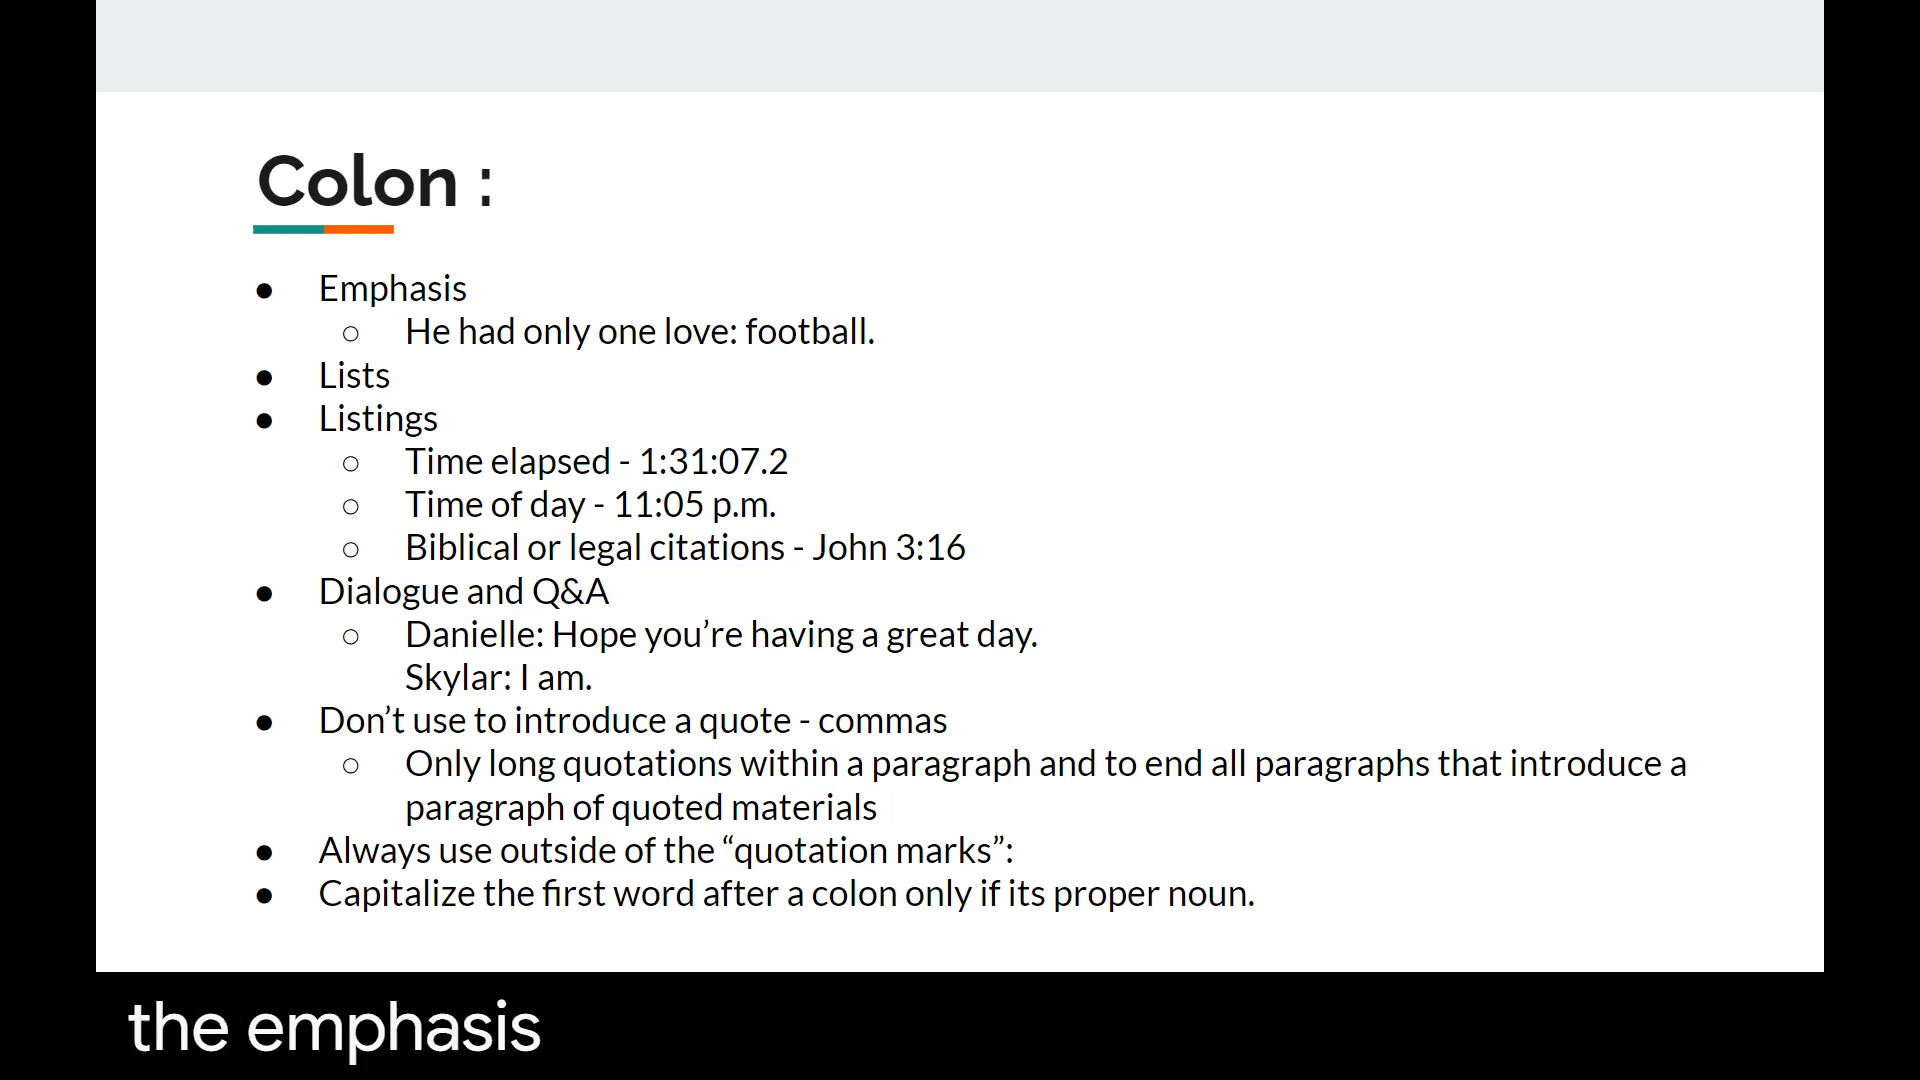 Colon :
● Emphasis
○ He had only one love: football.
● Lists
● Listings
○ Time elapsed - 1:31:07.2
○ Time of day - 11:05 p.m.
○ Biblical or legal citations - John 3:16
● Dialogue and Q&A
○ Danielle: Hope you’re having a great day.
Skylar: I am.
● Don’t use to introduce a quote - commas
○ Only long quotations within a paragraph and to end all paragraphs that introduce a
paragraph of quoted materials
● Always use outside of the “quotation marks”:
● Capitalize the first word after a colon only if its proper noun.
the emphasis